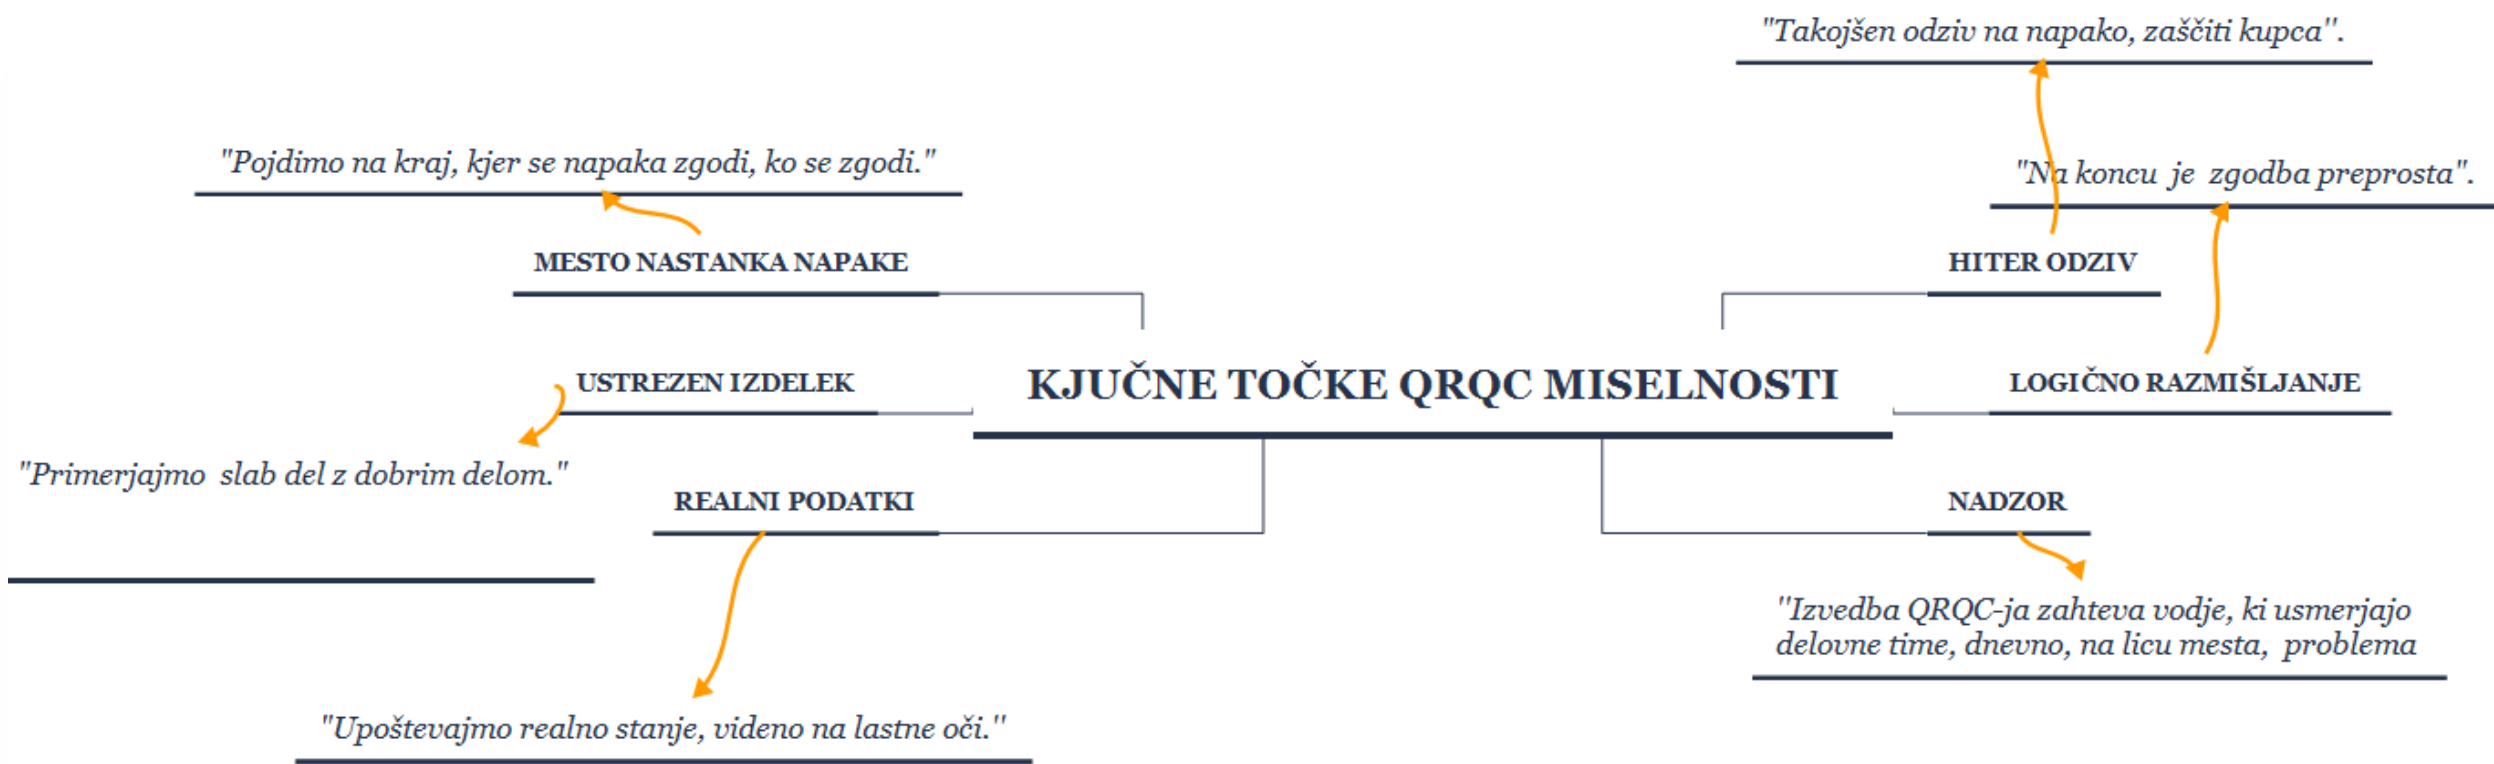 "Takojšen odziv na napako, zaščiti kupca".
"Pojdimo na kraj, kjer se napaka zgodi, ko se zgodi."
"Na koncu je zgodba preprosta".
MESTO NASTANKA NAPAKE
HITER ODZIV
USTREZEN IZDELEK
KJUČNE TOČKE QRQC MISELNOSTI
LOGIČNO RAZMIŠLJANJE
"Primerjajmo slab del z dobrim delom."
REALNI PODATKI
NADZOR
"Izvedba QRQC-ja zahteva vodje, ki usmerjajo
delovne time, dnevno, na licu mesta, problema
"Upoštevajmo realno stanje, videno na lastne oči."